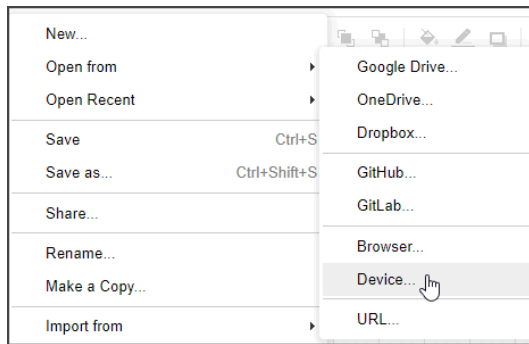 New...
Open from
Open Recent
Save Ctrl+S
Save as... Ctrl+Shift+S
Share...
Rename...
Make a Copy...
Import from
Google Drive...
OneDrive...
Dropbox...
GitHub...
GitLab...
Browser...
Device...
URL...